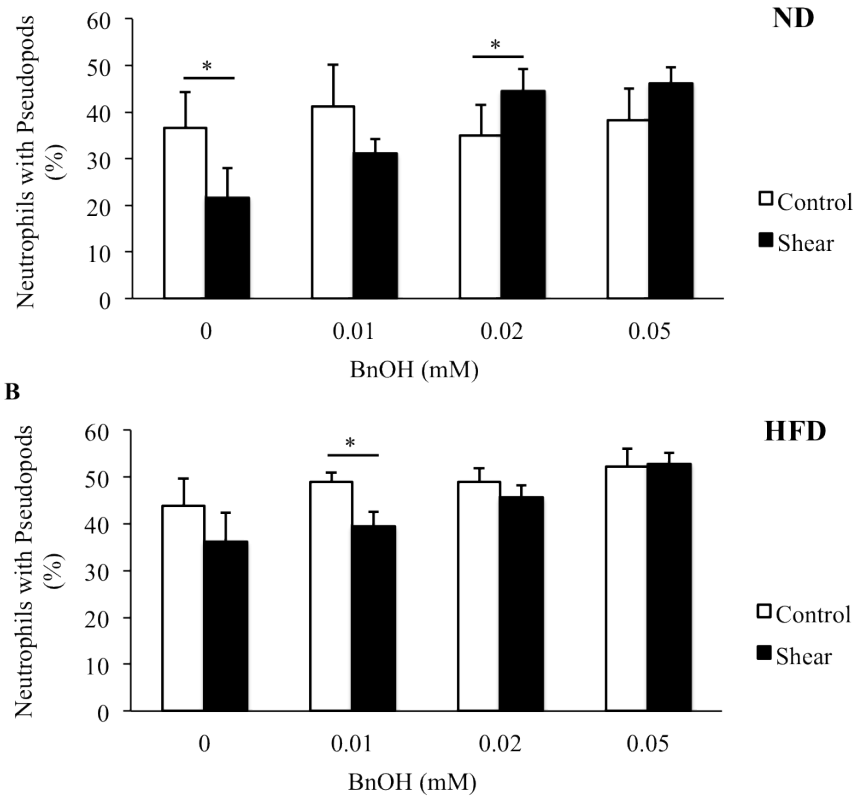 ND
Neutrophils with Pseudopods
(%)
60
50
40
30
20
10
0
*
*
Control
Shear
0 0.01 0.02 0.05
BnOH (mM)
B
HFD
Neutrophils with Pseudopods
(%)
60
50
40
30
20
10
0
*
Control
Shear
0 0.01 0.02 0.05
BnOH (mM)